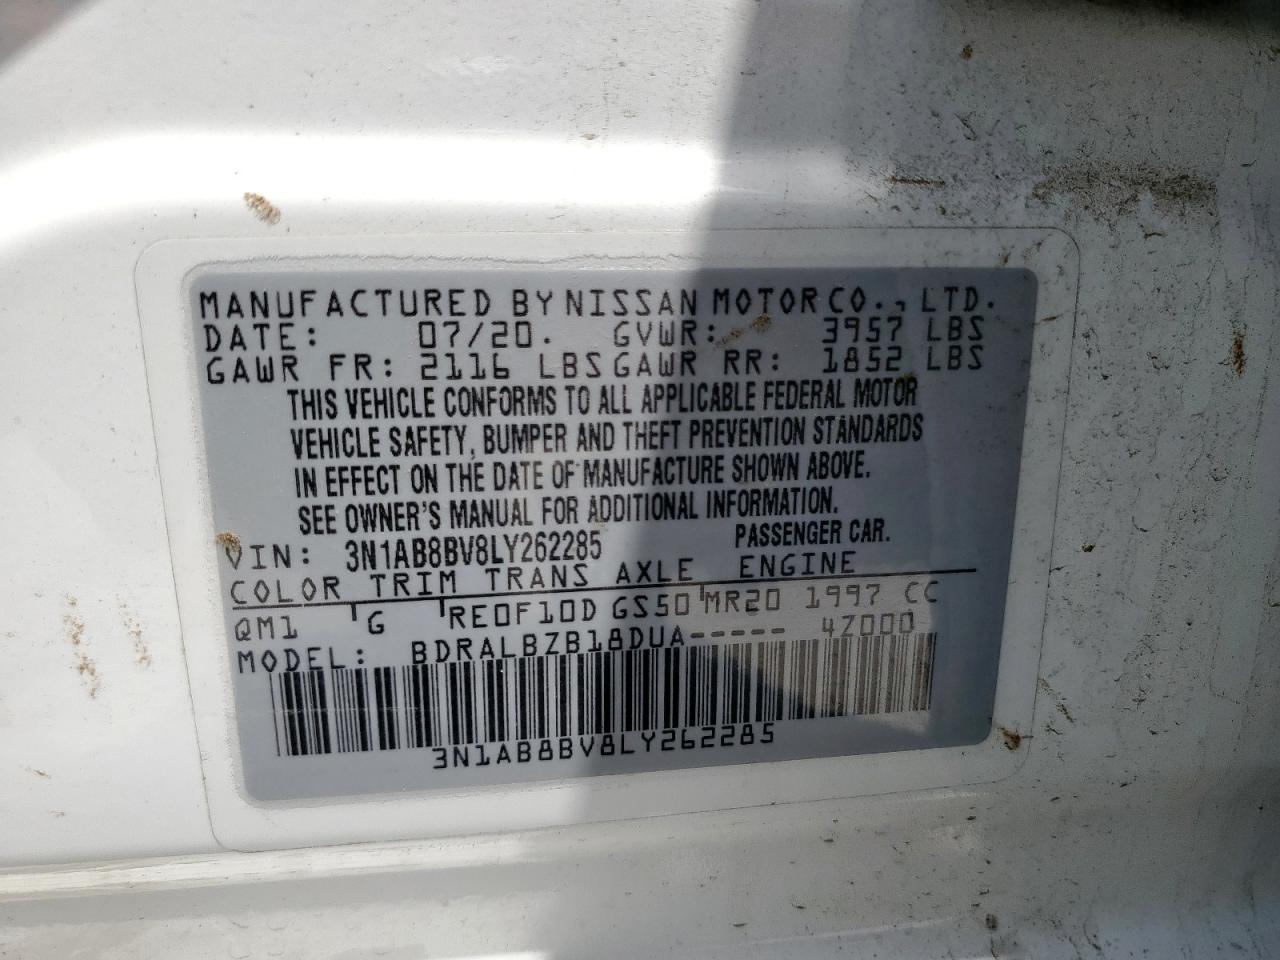 MANUFACTURED BY NISSAN MOTOR CO., LTD.
DATE: 07/20. GVWR: 3957 LBS
GAWR FR: 2116 LBS GAWR RR: 1852 LBS
THIS VEHICLE CONFORMS TO ALL APPLICABLE FEDERAL MOTOR
VEHICLE SAFETY, BUMPER AND THEFT PREVENTION STANDARDS
IN EFFECT ON THE DATE OF MANUFACTURE SHOWN ABOVE.
SEE OWNER'S MANUAL FOR ADDITIONAL INFORMATION.
VIN: 3N1AB8BV8LY262285 PASSENGER CAR.
COLOR TRIM TRANS AXLE ENGINE
QM1 G RE0F10D GS50 MR20 1997 CC
MODEL: BDRALBZB18DUA----- 4Z000
3N1AB8BV8LY262285